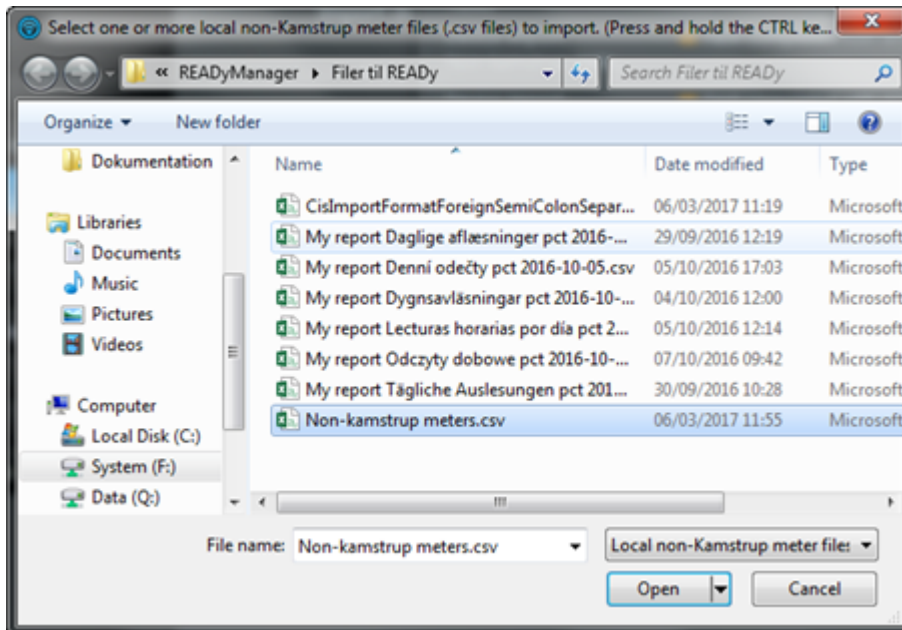 Select one or more local non-Kamstrup meter files (.csv files) to import. (Press and hold the CTRL ke...
« READyManager Filer til READy
Search Filer til READy
Organize New folder
Name Date modified Type
Dokumentation
Libraries
Documents
Music
Pictures
Videos
Computer
Local Disk (C:)
System (F:)
Data (Q:)
CisImportFormatForeignSemiColonSepar... 06/03/2017 11:19 Microsoft
My report Daglige aflæsninger pct 2016-... 29/09/2016 12:19 Microsoft
My report Denní odečty pct 2016-10-05.csv 05/10/2016 17:03 Microsoft
My report Dygnsavläsningar pct 2016-10-... 04/10/2016 12:00 Microsoft
My report Lecturas horarias por día pct 2... 05/10/2016 12:14 Microsoft
My report Odczyty dobowe pct 2016-10-... 07/10/2016 09:42 Microsoft
My report Tägliche Auslesungen pct 201... 30/09/2016 10:28 Microsoft
Non-kamstrup meters.csv 06/03/2017 11:55 Microsoft
File name: Non-kamstrup meters.csv
Local non-Kamstrup meter files
Open Cancel